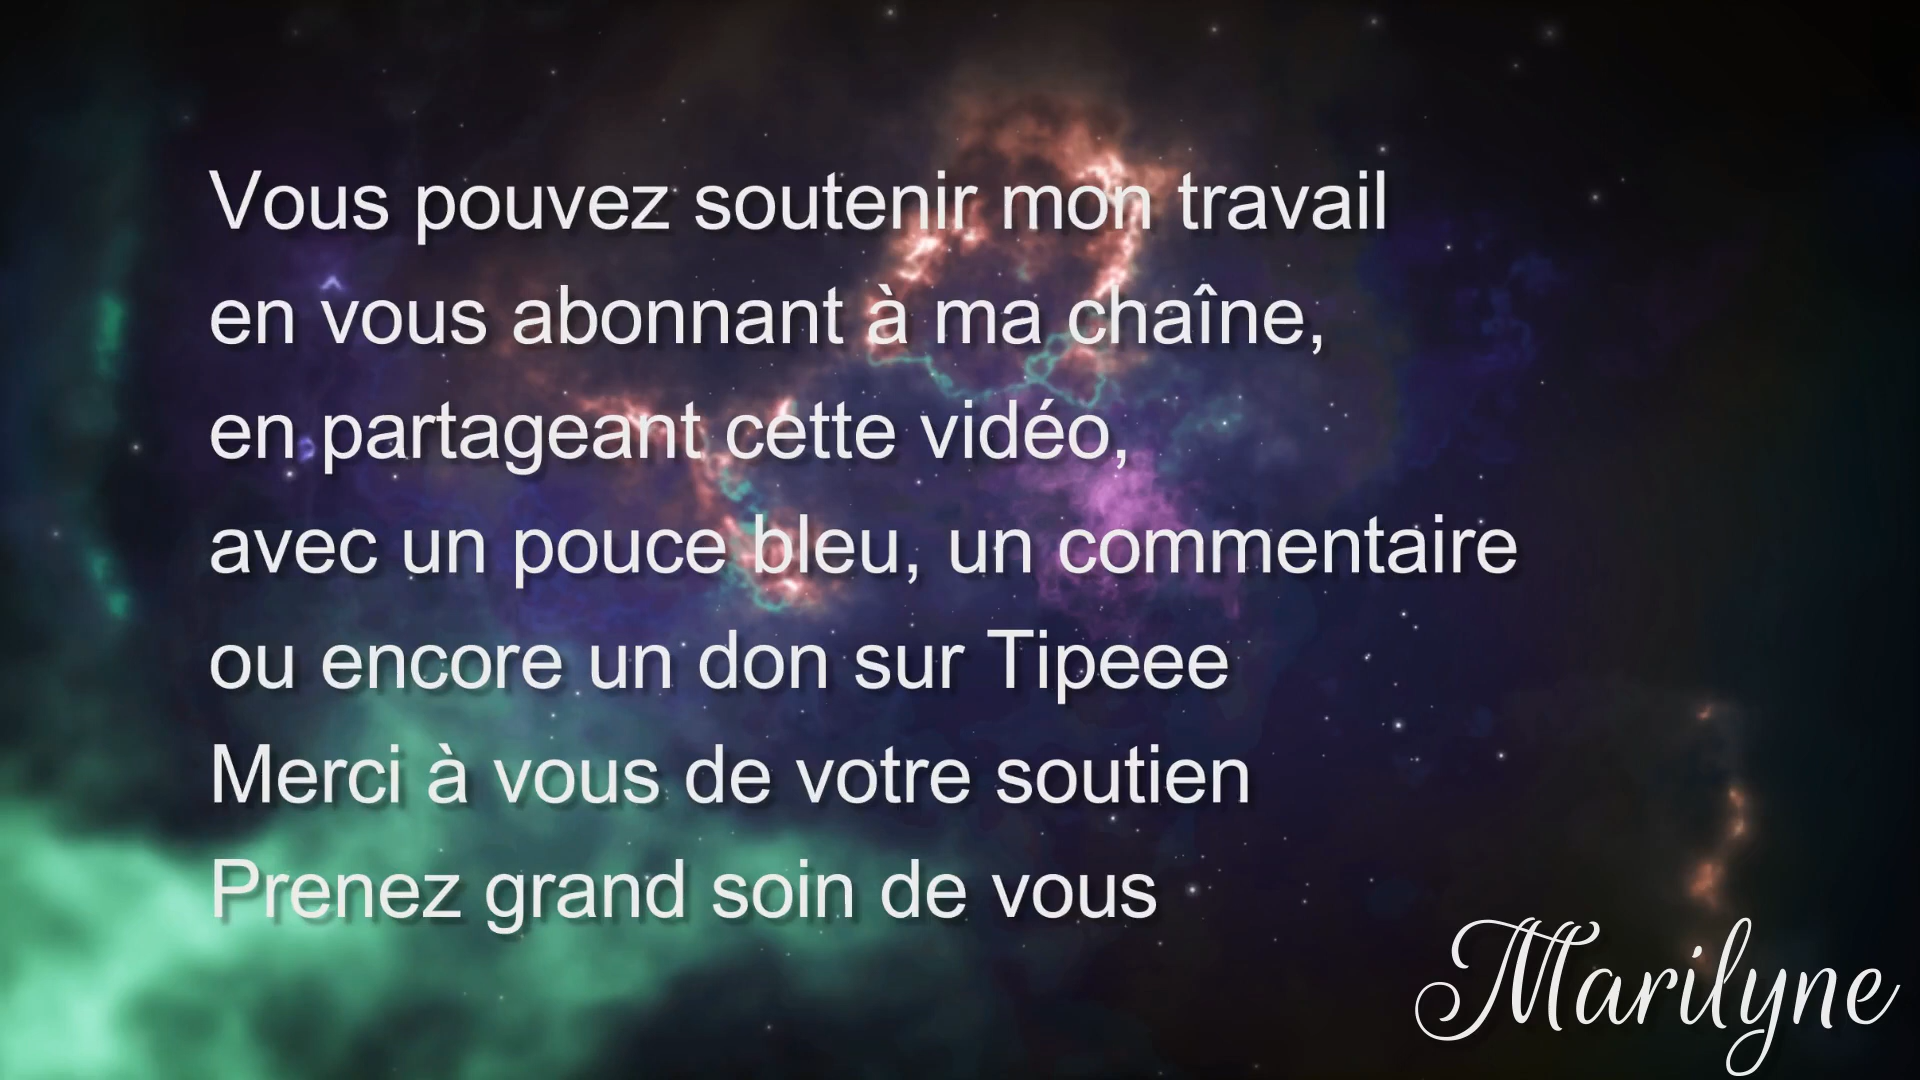 Vous pouvez soutenir mon travail
en vous abonnant à ma chaîne,
en partageant cette vidéo,
avec un pouce bleu, un commentaire
ou encore un don sur Tipeee
Merci à vous de votre soutien
Prenez grand soin de vous
Marilyne